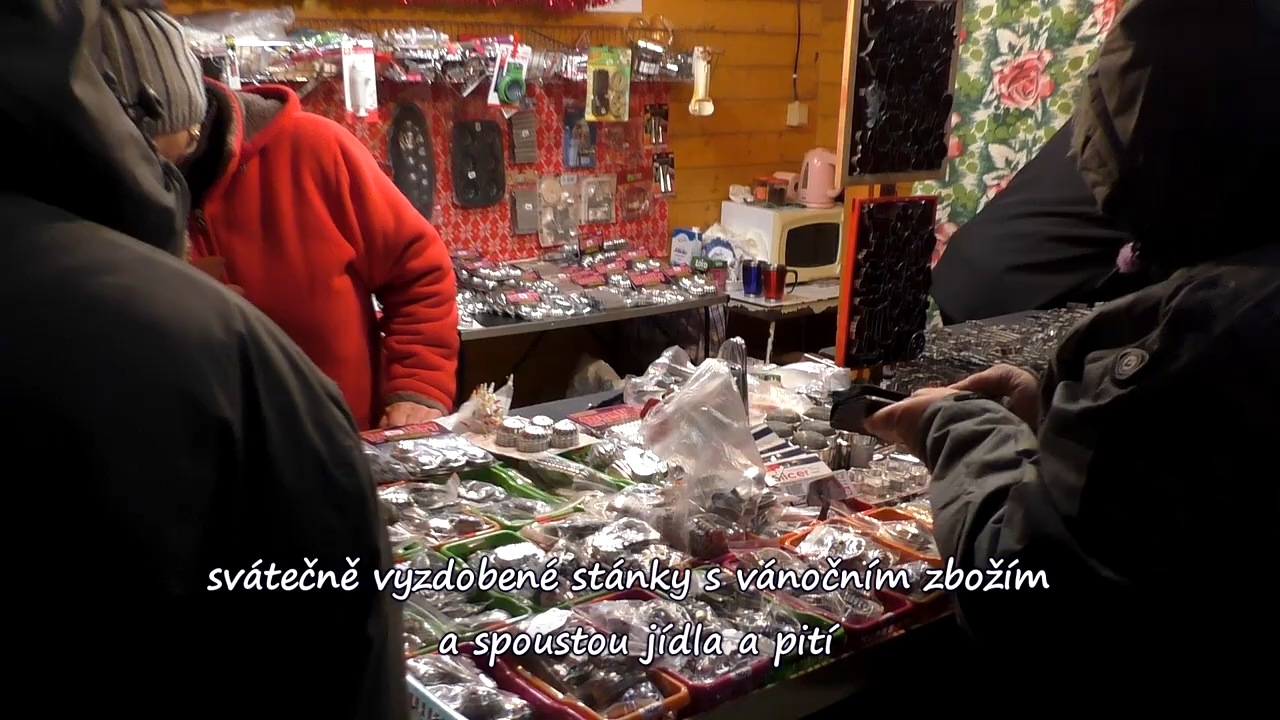 svátečně vyzdobené stánky s vánočním zbožím
a spoustou jídla a pití